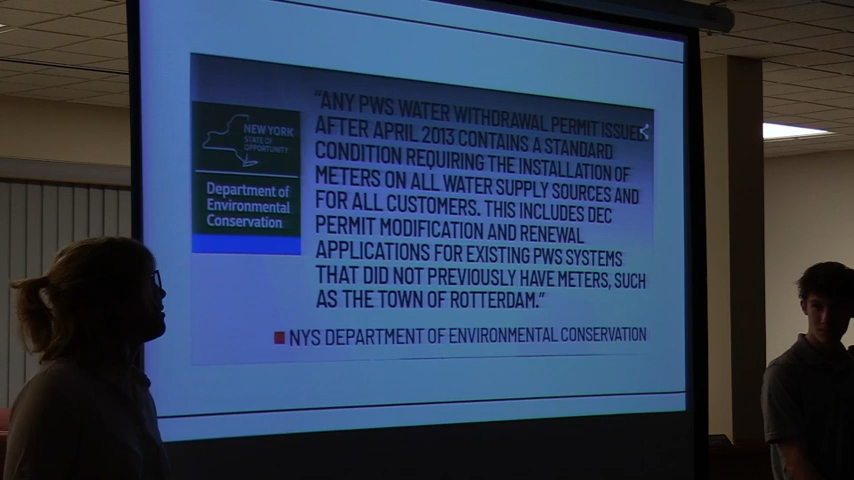 "ANY PWS WATER WITHDRAWAL PERMIT ISSUED
AFTER APRIL 2013 CONTAINS A STANDARD
CONDITION REQUIRING THE INSTALLATION OF
METERS ON ALL WATER SUPPLY SOURCES AND
FOR ALL CUSTOMERS. THIS INCLUDES DEC
PERMIT MODIFICATION AND RENEWAL
APPLICATIONS FOR EXISTING PWS SYSTEMS
THAT DID NOT PREVIOUSLY HAVE METERS, SUCH
AS THE TOWN OF ROTTERDAM."
NYS DEPARTMENT OF ENVIRONMENTAL CONSERVATION
NEW YORK
STATE OF
OPPORTUNITY
Department of
Environmental
Conservation